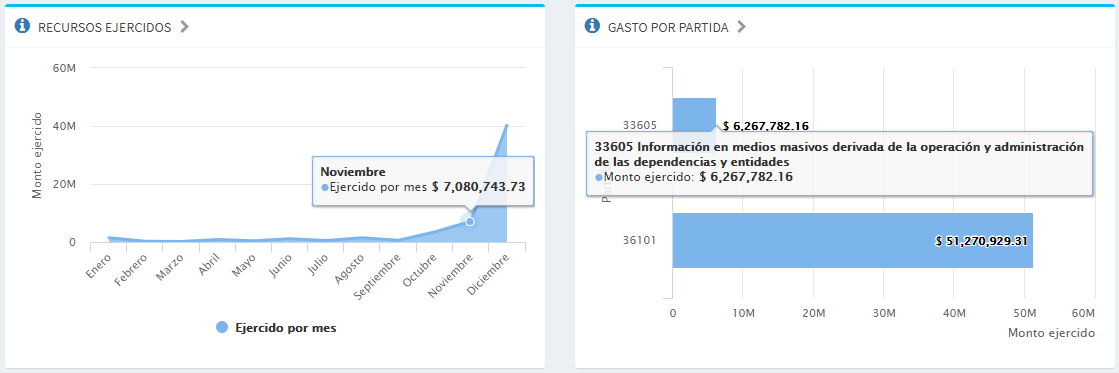 RECURSOS EJERCIDOS
60M
40M
20M
0
Monto ejercido
Noviembre
Ejercido por mes $ 7,080,743.73
Enero
Febrero
Marzo
Abril
Mayo
Junio
Julio
Agosto
Septiembre
Octubre
Noviembre
Diciembre
Ejercido por mes
GASTO POR PARTIDA
33605
$ 6,267,782.16
33605 Información en medios masivos derivada de la operación y administración
de las dependencias y entidades
Monto ejercido: $ 6,267,782.16
36101
$ 51,270,929.31
0
10M
20M
30M
40M
50M
60M
Monto ejercido